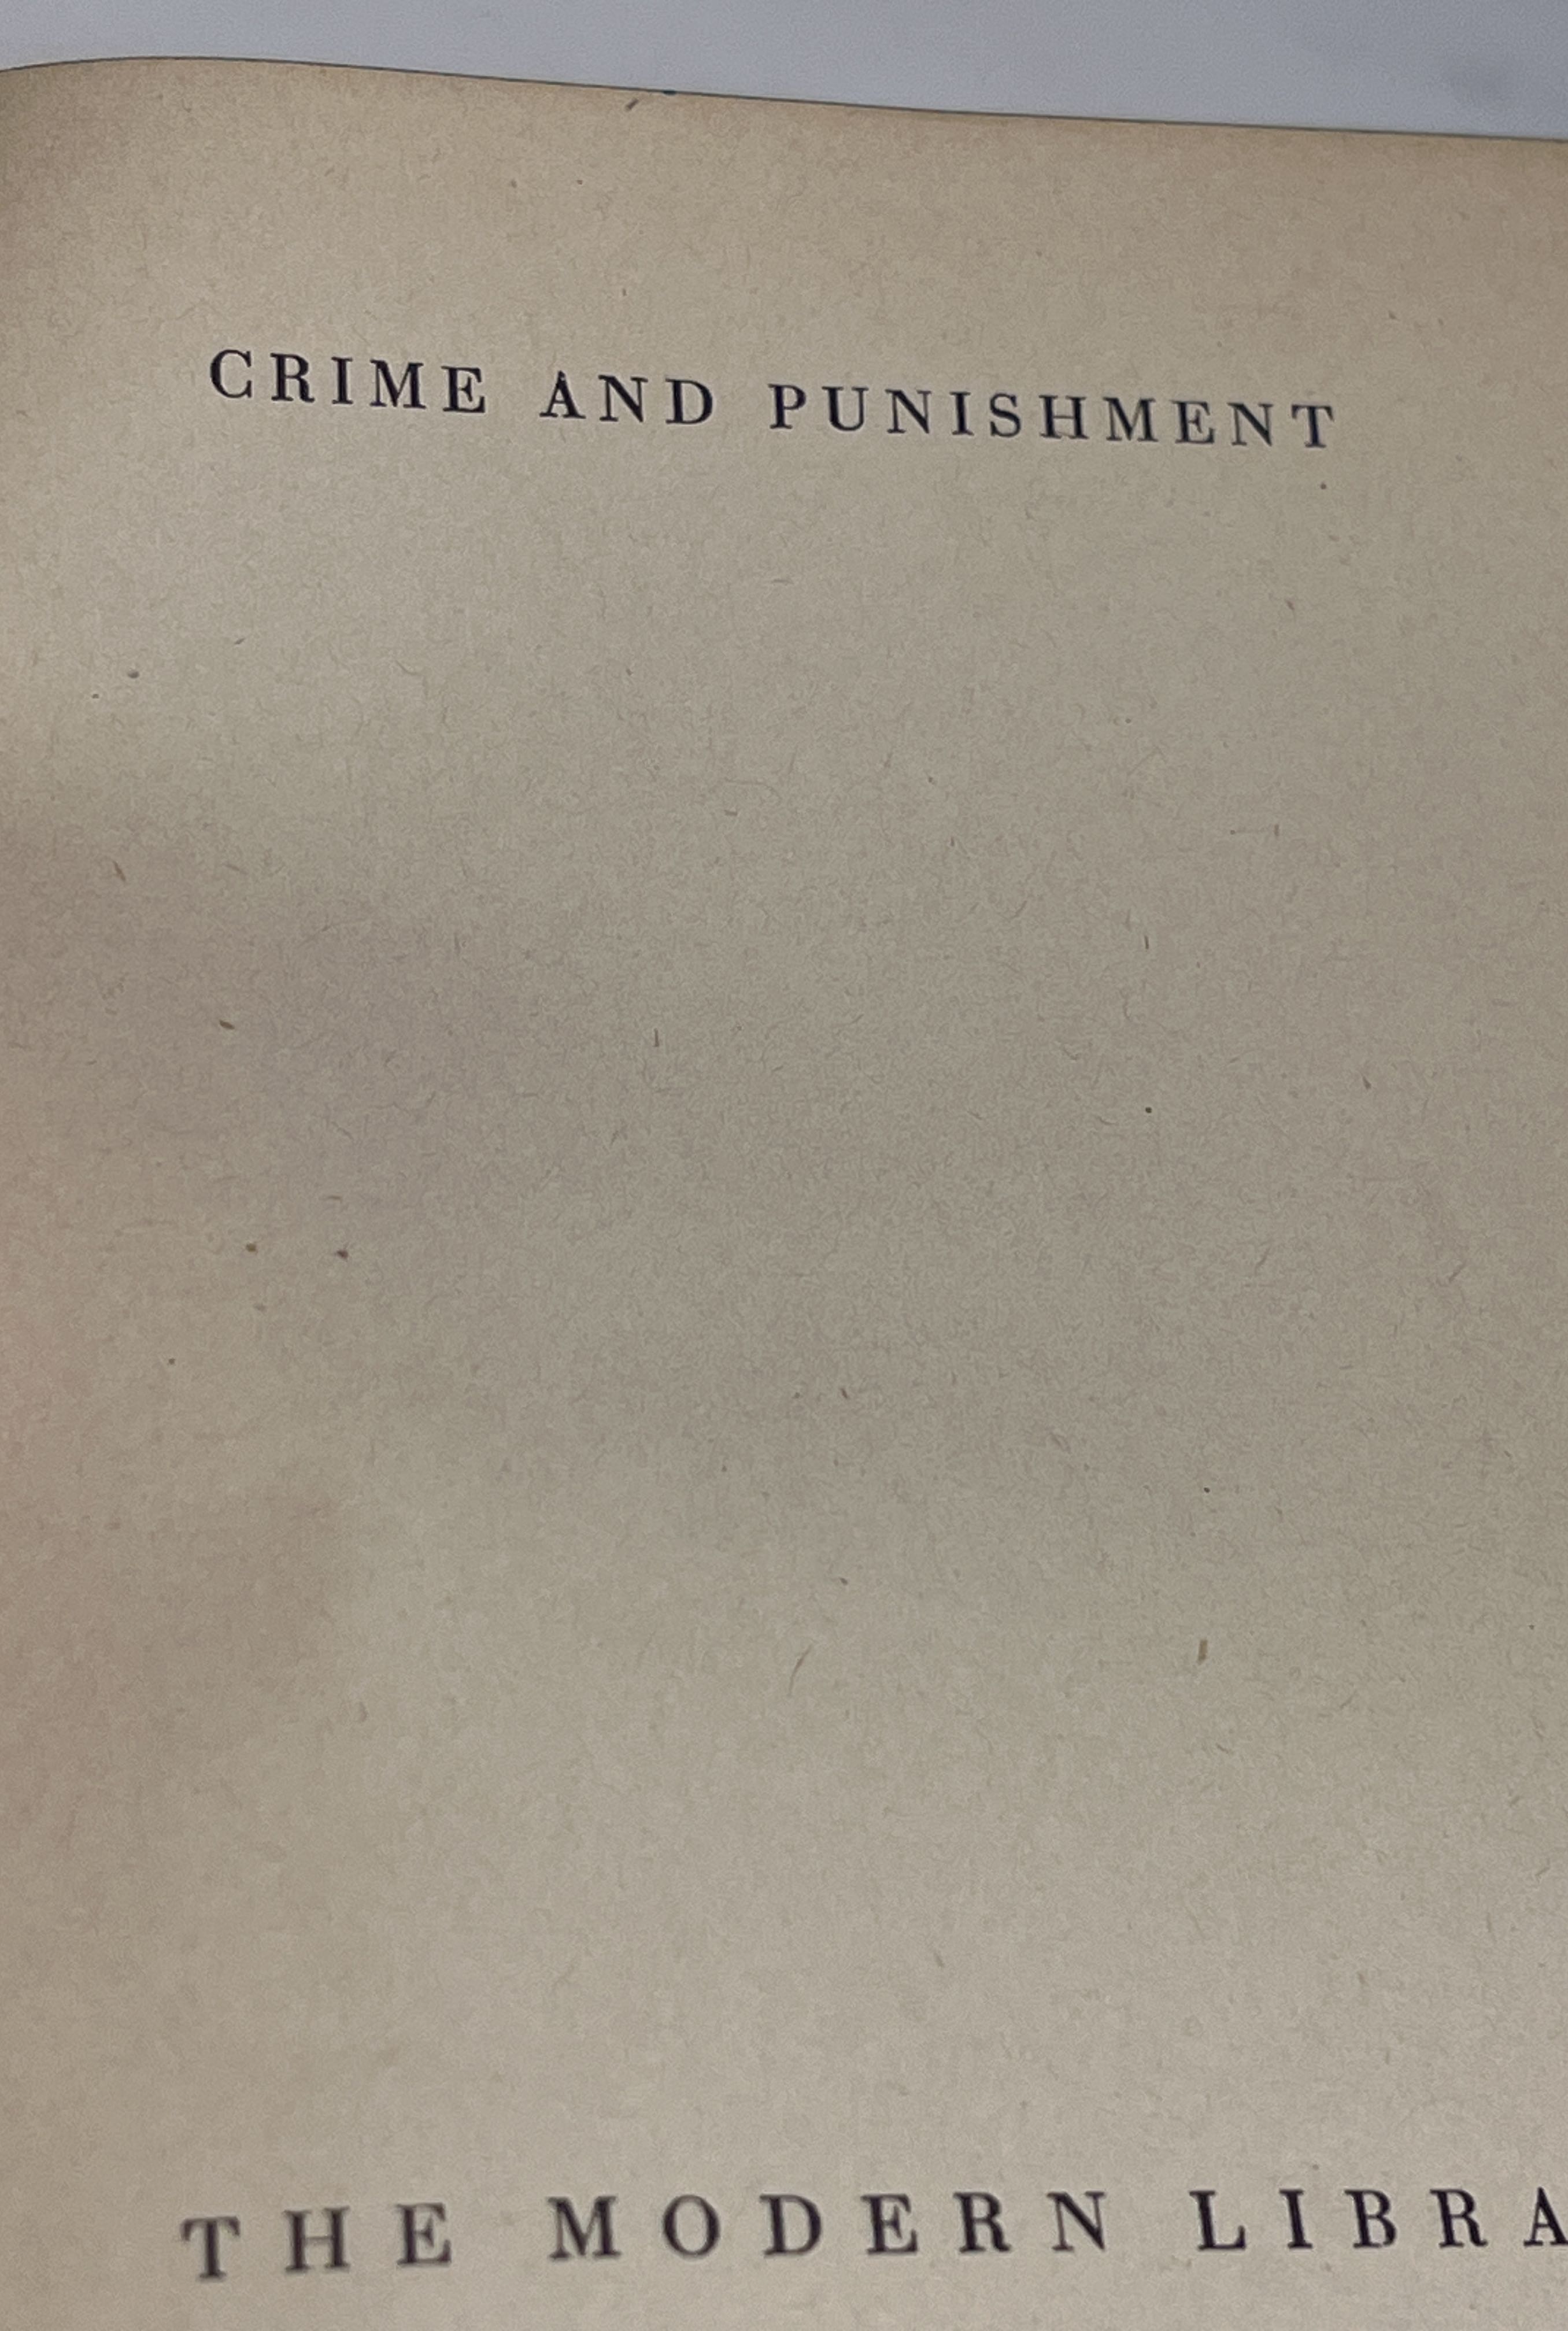 CRIME AND PUNISHMENT
THE MODERN LIBRA